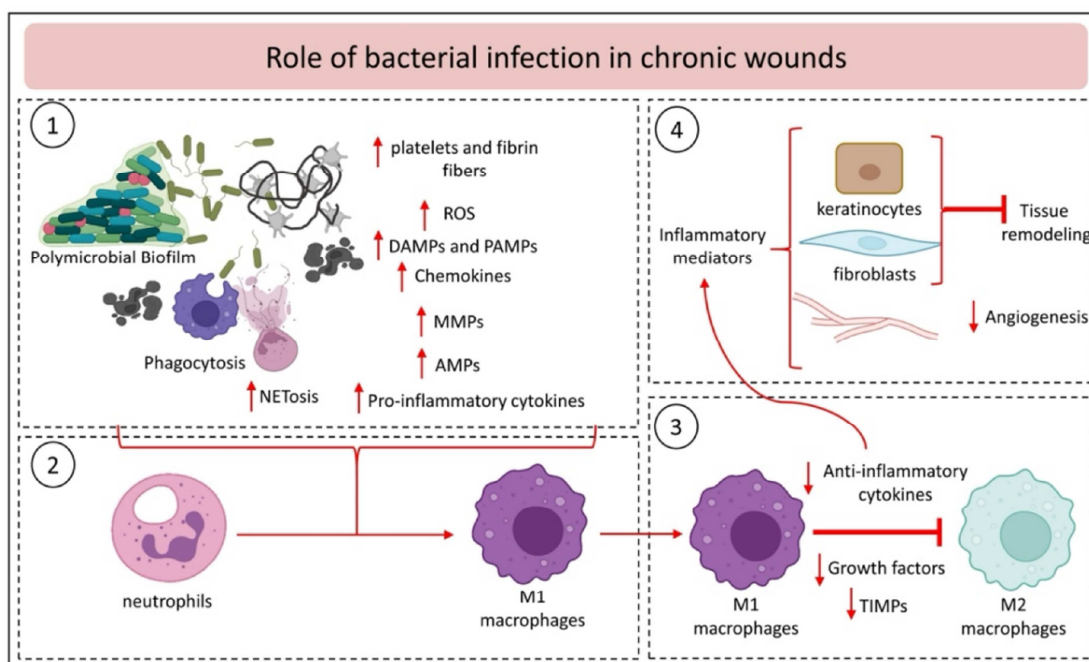 Role of bacterial infection in chronic wounds
1
platelets and fibrin
fibers
ROS
DAMPs and PAMPs
Chemokines
MMPs
AMPs
Pro-inflammatory cytokines
Polymicrobial Biofilm
Phagocytosis
NETosis
2
neutrophils
M1
macrophages
3
M1
macrophages
Anti-inflammatory
cytokines
Growth factors
TIMPs
M2
macrophages
4
Inflammatory
mediators
keratinocytes
fibroblasts
Tissue
remodeling
Angiogenesis